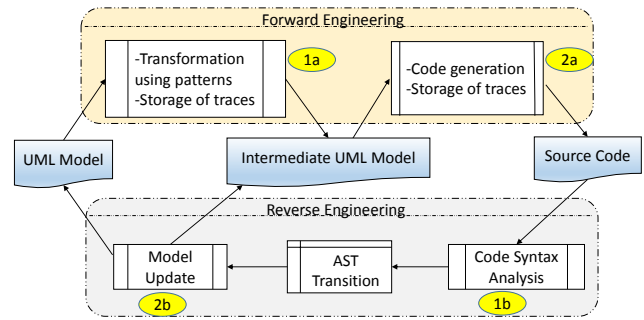 Forward Engineering
-Transformation
using patterns
-Storage of traces
1a
-Code generation
-Storage of traces
2a
UML Model
Intermediate UML Model
Source Code
Reverse Engineering
Model
Update
AST
Transition
Code Syntax
Analysis
2b
1b